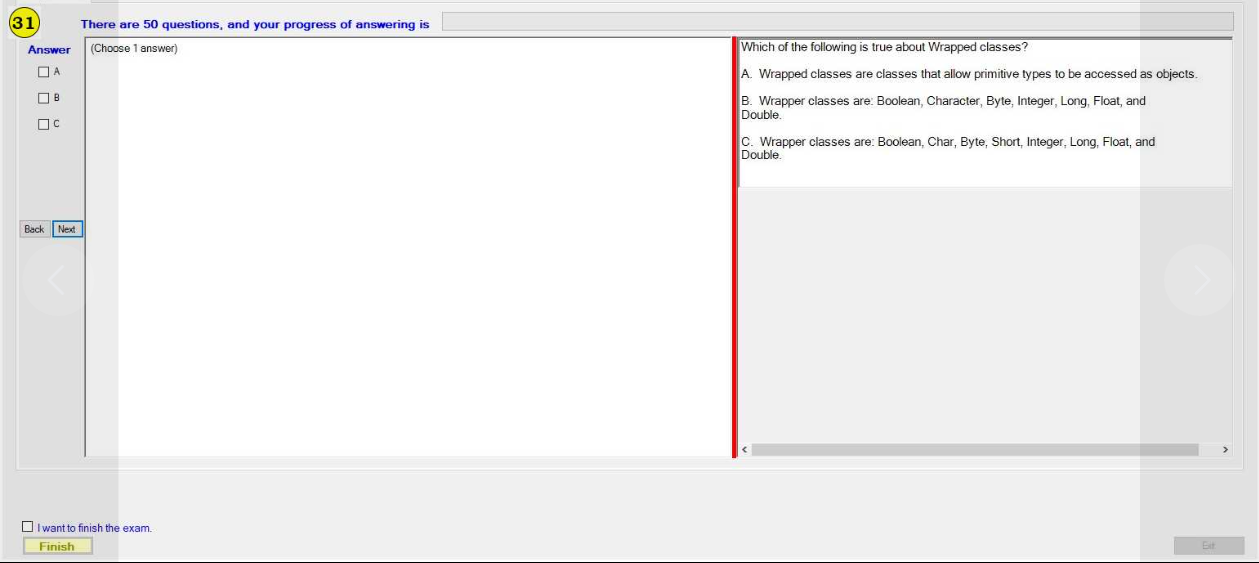 31
There are 50 questions, and your progress of answering is
Answer
(Choose 1 answer)
A
B
C
Back Next
Which of the following is true about Wrapped classes?
A. Wrapped classes are classes that allow primitive types to be accessed as objects.
B. Wrapper classes are: Boolean, Character, Byte, Integer, Long, Float, and
Double.
C. Wrapper classes are: Boolean, Char, Byte, Short, Integer, Long, Float, and
Double.
I want to finish the exam.
Finish
Exit